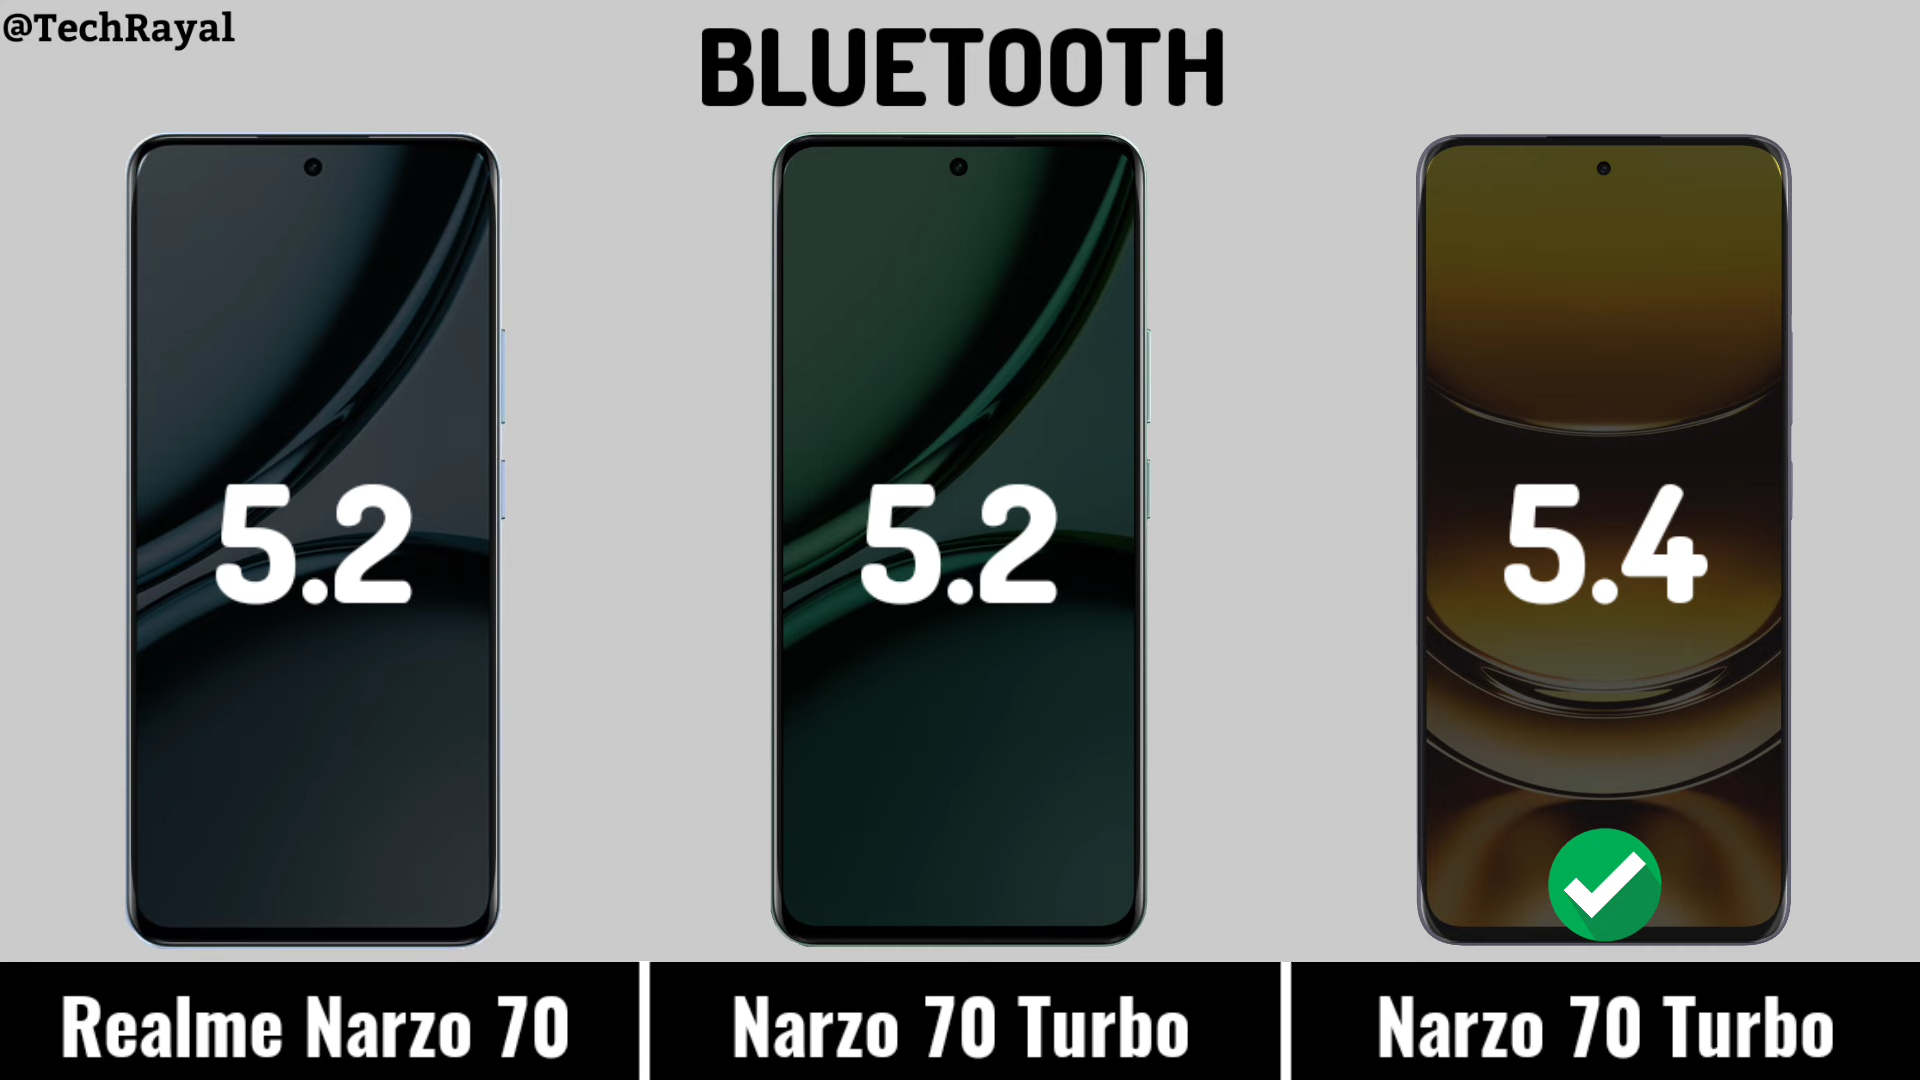 @TechRayal
BLUETOOTH
5.2
5.2
5.4
Realme Narzo 70
Narzo 70 Turbo
Narzo 70 Turbo